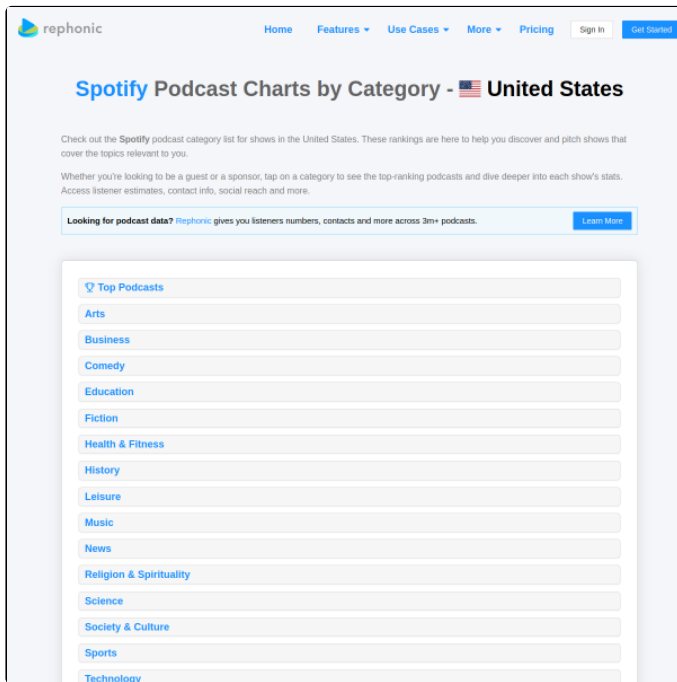 rephonic
Home Features Use Cases More Pricing Sign In Get Started
Spotify Podcast Charts by Category - United States
Check out the Spotify podcast category list for shows in the United States. These rankings are here to help you discover and pitch shows that
cover the topics relevant to you.
Whether you're looking to be a guest or a sponsor, tap on a category to see the top-ranking podcasts and dive deeper into each show's stats.
Access listener estimates, contact info, social reach and more.
Looking for podcast data? Rephonic gives you listeners numbers, contacts and more across 3m+ podcasts. Learn More
Top Podcasts
Arts
Business
Comedy
Education
Fiction
Health & Fitness
History
Leisure
Music
News
Religion & Spirituality
Science
Society & Culture
Sports
Technology